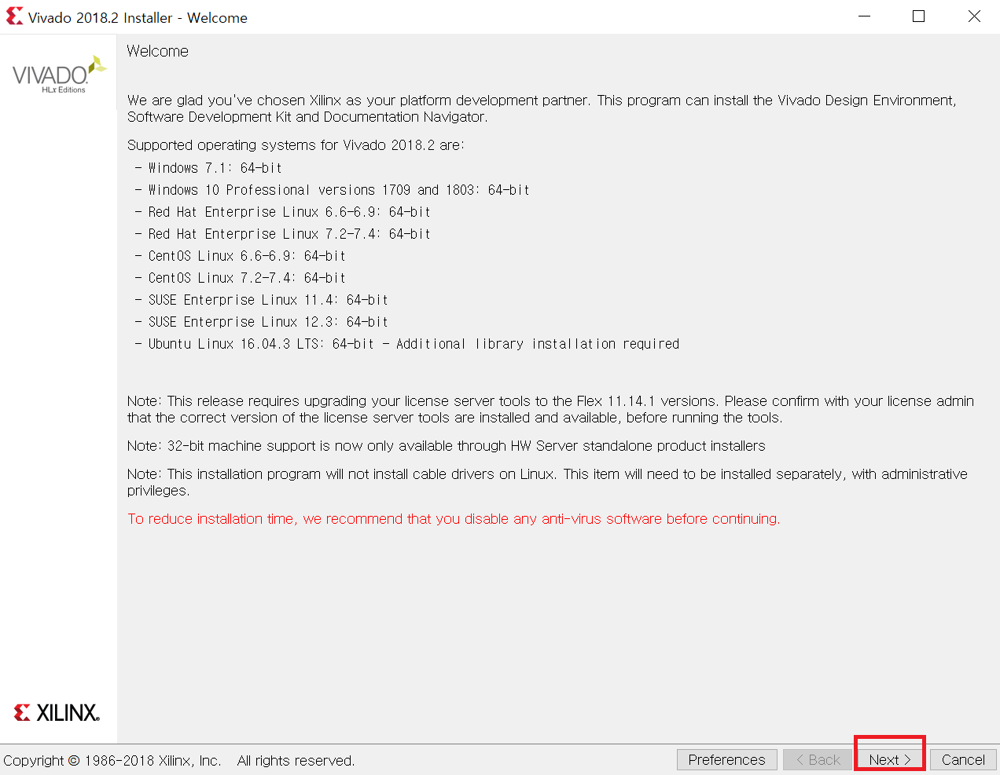 Vivado 2018.2 Installer - Welcome
VIVADO.
HLx Editions
Welcome
We are glad you've chosen Xilinx as your platform development partner. This program can install the Vivado Design Environment,
Software Development Kit and Documentation Navigator.
Supported operating systems for Vivado 2018.2 are:
- Windows 7.1: 64-bit
- Windows 10 Professional versions 1709 and 1803: 64-bit
- Red Hat Enterprise Linux 6.6-6.9: 64-bit
- Red Hat Enterprise Linux 7.2-7.4: 64-bit
- CentOS Linux 6.6-6.9: 64-bit
- CentOS Linux 7.2-7.4: 64-bit
- SUSE Enterprise Linux 11.4: 64-bit
- SUSE Enterprise Linux 12.3: 64-bit
- Ubuntu Linux 16.04.3 LTS: 64-bit - Additional library installation required
Note: This release requires upgrading your license server tools to the Flex 11.14.1 versions. Please confirm with your license admin
that the correct version of the license server tools are installed and available, before running the tools.
Note: 32-bit machine support is now only available through HW Server standalone product installers
Note: This installation program will not install cable drivers on Linux. This item will need to be installed separately, with administrative
privileges.
To reduce installation time, we recommend that you disable any anti-virus software before continuing.
XILINX®
Copyright © 1986-2018 Xilinx, Inc. All rights reserved.
Preferences < Back Next > Cancel